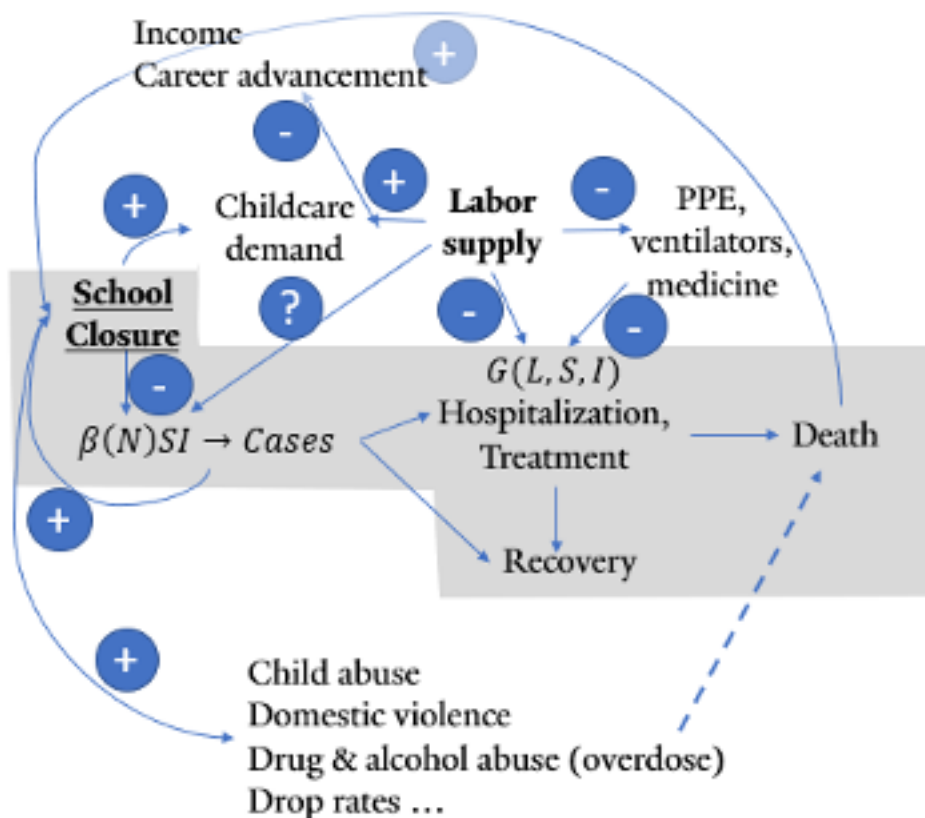 Income
Career advancement
+
-
+
+
-
Childcare
demand
Labor
supply
PPE,
ventilators,
medicine
School
Closure
?
-
-
-
G(L, S, I)
Hospitalization,
Treatment
β(N)SI → Cases
Death
+
Recovery
+
Child abuse
Domestic violence
Drug & alcohol abuse (overdose)
Drop rates ...